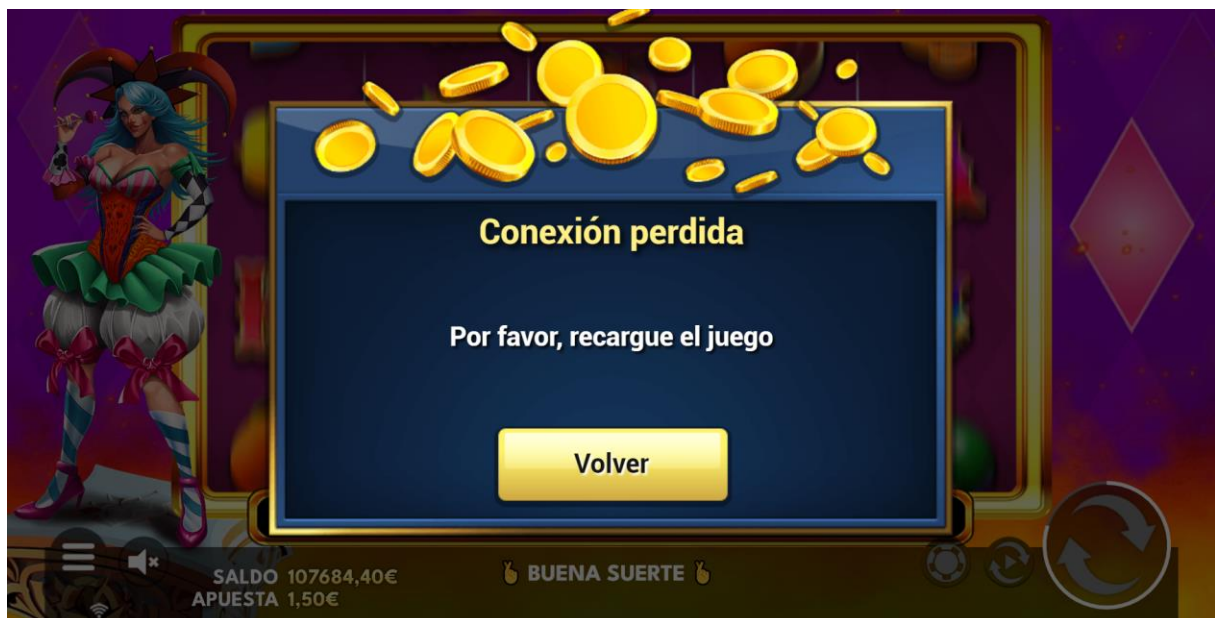 Conexión perdida
Por favor, recargue el juego
Volver
SALDO 107684,40€
BUENA SUERTE
APUESTA 1,50€